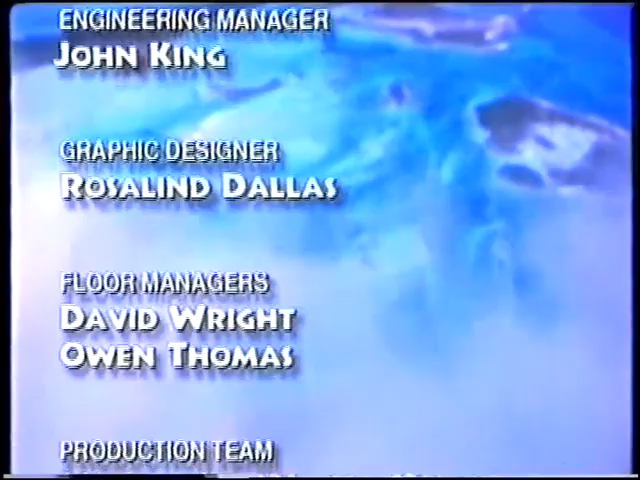 ENGINEERING MANAGER
JOHN KING
GRAPHIC DESIGNER
ROSALIND DALLAS
FLOOR MANAGERS
DAVID WRIGHT
OWEN THOMAS
PRODUCTION TEAM